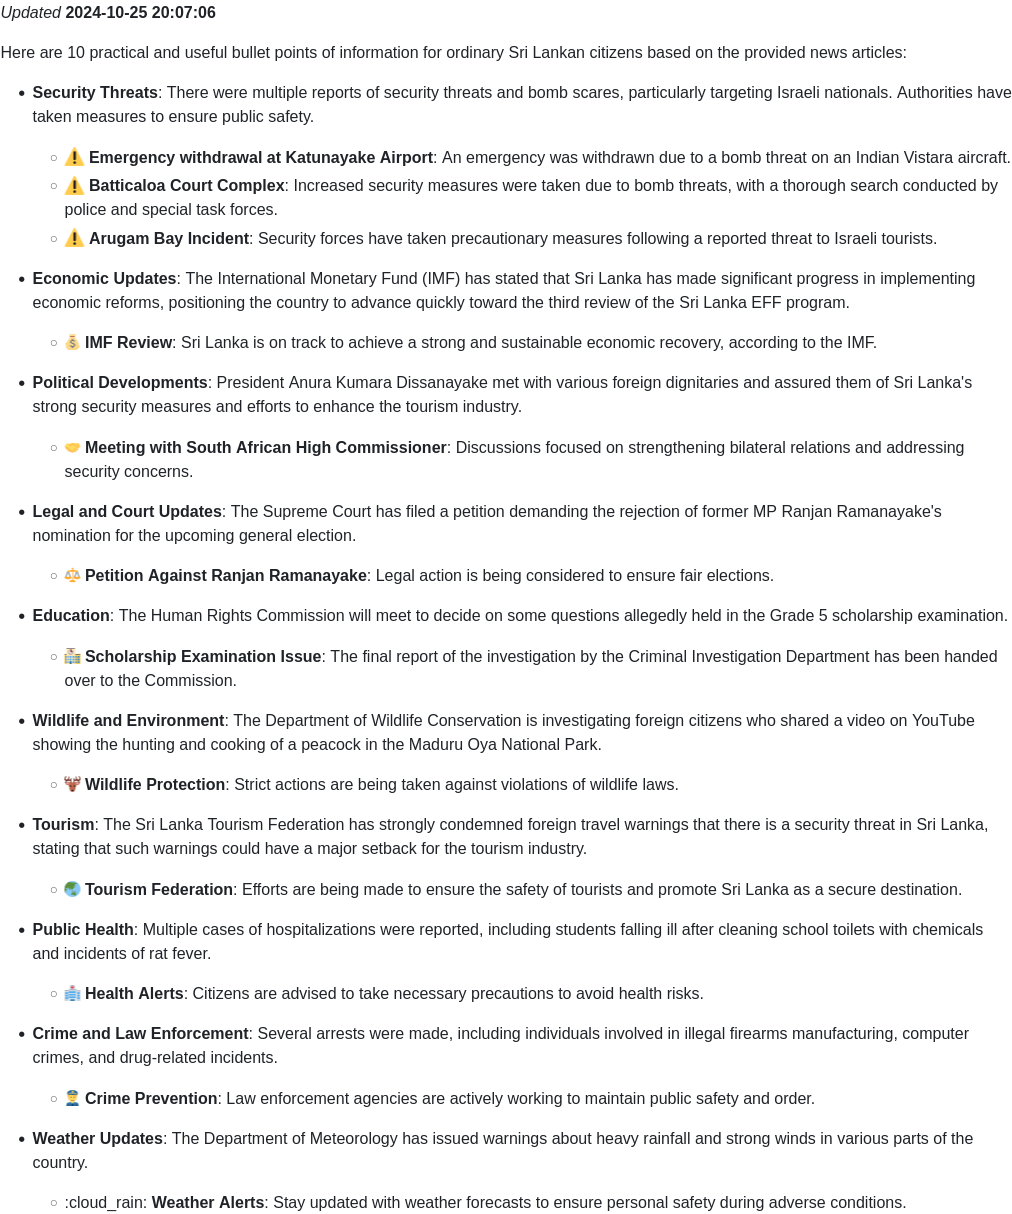 Updated 2024-10-25 20:07:06
Here are 10 practical and useful bullet points of information for ordinary Sri Lankan citizens based on the provided news articles:
• Security Threats: There were multiple reports of security threats and bomb scares, particularly targeting Israeli nationals. Authorities have
taken measures to ensure public safety.
○ ⚠️ Emergency withdrawal at Katunayake Airport: An emergency was withdrawn due to a bomb threat on an Indian Vistara aircraft.
○ ⚠️ Batticaloa Court Complex: Increased security measures were taken due to bomb threats, with a thorough search conducted by
police and special task forces.
○ ⚠️ Arugam Bay Incident: Security forces have taken precautionary measures following a reported threat to Israeli tourists.
• Economic Updates: The International Monetary Fund (IMF) has stated that Sri Lanka has made significant progress in implementing
economic reforms, positioning the country to advance quickly toward the third review of the Sri Lanka EFF program.
○ 💰 IMF Review: Sri Lanka is on track to achieve a strong and sustainable economic recovery, according to the IMF.
• Political Developments: President Anura Kumara Dissanayake met with various foreign dignitaries and assured them of Sri Lanka's
strong security measures and efforts to enhance the tourism industry.
○ 🤝 Meeting with South African High Commissioner: Discussions focused on strengthening bilateral relations and addressing
security concerns.
• Legal and Court Updates: The Supreme Court has filed a petition demanding the rejection of former MP Ranjan Ramanayake's
nomination for the upcoming general election.
○ ⚖️ Petition Against Ranjan Ramanayake: Legal action is being considered to ensure fair elections.
• Education: The Human Rights Commission will meet to decide on some questions allegedly held in the Grade 5 scholarship examination.
○ 🏫 Scholarship Examination Issue: The final report of the investigation by the Criminal Investigation Department has been handed
over to the Commission.
• Wildlife and Environment: The Department of Wildlife Conservation is investigating foreign citizens who shared a video on YouTube
showing the hunting and cooking of a peacock in the Maduru Oya National Park.
○ 🦌 Wildlife Protection: Strict actions are being taken against violations of wildlife laws.
• Tourism: The Sri Lanka Tourism Federation has strongly condemned foreign travel warnings that there is a security threat in Sri Lanka,
stating that such warnings could have a major setback for the tourism industry.
○ 🌏 Tourism Federation: Efforts are being made to ensure the safety of tourists and promote Sri Lanka as a secure destination.
• Public Health: Multiple cases of hospitalizations were reported, including students falling ill after cleaning school toilets with chemicals
and incidents of rat fever.
○ 🏥 Health Alerts: Citizens are advised to take necessary precautions to avoid health risks.
• Crime and Law Enforcement: Several arrests were made, including individuals involved in illegal firearms manufacturing, computer
crimes, and drug-related incidents.
○ 👮 Crime Prevention: Law enforcement agencies are actively working to maintain public safety and order.
• Weather Updates: The Department of Meteorology has issued warnings about heavy rainfall and strong winds in various parts of the
country.
○ :cloud_rain: Weather Alerts: Stay updated with weather forecasts to ensure personal safety during adverse conditions.